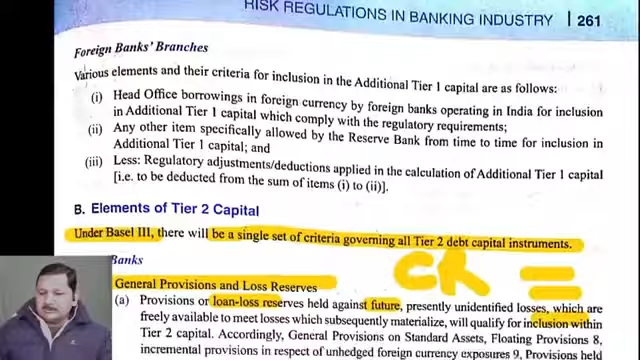 RISK REGULATIONS IN BANKING INDUSTRY | 261
Foreign Banks' Branches
Various elements and their criteria for inclusion in the Additional Tier 1 capital are as follows:
(i) Head Office borrowings in foreign currency by foreign banks operating in India for inclusion
in Additional Tier 1 capital which comply with the regulatory requirements;
(ii) Any other item specifically allowed by the Reserve Bank from time to time for inclusion in
Additional Tier 1 capital; and
(iii) Less: Regulatory adjustments/deductions applied in the calculation of Additional Tier 1 capital
[i.e. to be deducted from the sum of items (i) to (ii)].
B. Elements of Tier 2 Capital
Under Basel III, there will be a single set of criteria governing all Tier 2 debt capital instruments.
Banks
CR =
General Provisions and Loss Reserves
(a) Provisions or loan-loss reserves held against future, presently unidentified losses, which are
freely available to meet losses which subsequently materialize, will qualify for inclusion within
Tier 2 capital. Accordingly, General Provisions on Standard Assets, Floating Provisions 8,
incremental provisions in respect of unhedged foreign currency exposures 9, Provisions held